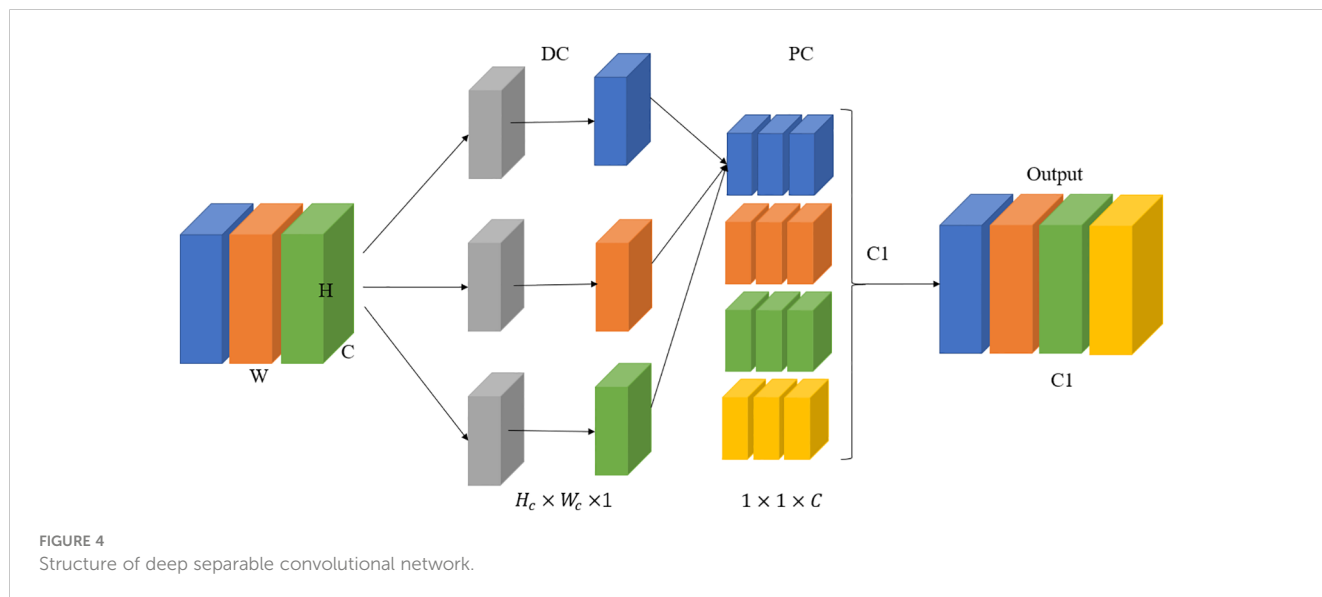 DC
PC
Output
C1
H
C
W
C1
H_c × W_c ×1
1 × 1 × C
FIGURE 4
Structure of deep separable convolutional network.